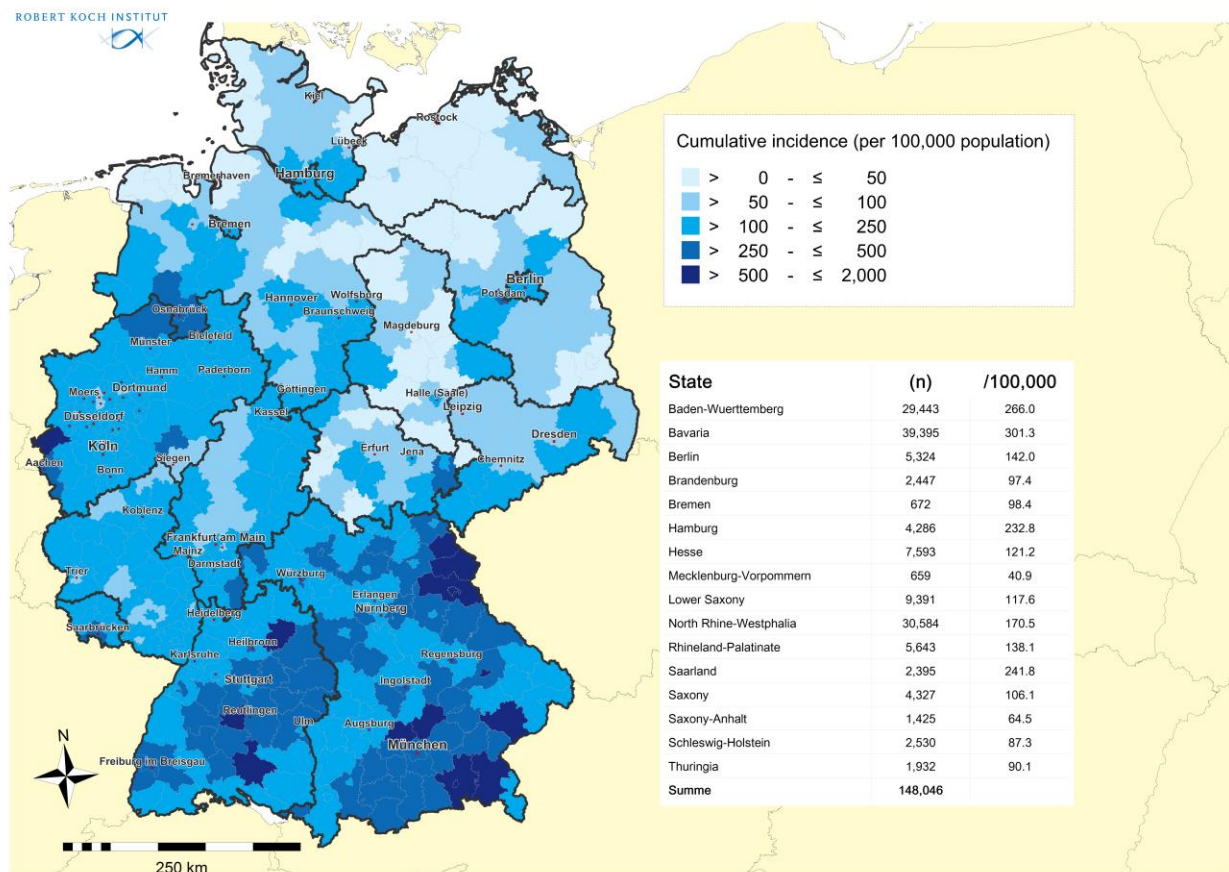 ROBERT KOCH INSTITUT
Kiel
Rostock
Lübeck
Hamburg
Bremerhaven
Bremen
Berlin
Potsdam
Wolfsburg
Hannover
Braunschweig
Osnabrück
Magdeburg
Bielefeld
Münster
Hamm
Paderborn
Moers
Dortmund
Göttingen
Halle (Saale)
Leipzig
Düsseldorf
Kassel
Dresden
Köln
Erfurt
Jena
Aachen
Siegen
Chemnitz
Bonn
Koblenz
Frankfurt am Main
Mainz
Darmstadt
Würzburg
Trier
Erlangen
Nürnberg
Heidelberg
Saarbrücken
Heilbronn
Karlsruhe
Regensburg
Stuttgart
Ingolstadt
Reutlingen
Ulm
Augsburg
München
Freiburg im Breisgau
N
250 km
Cumulative incidence (per 100,000 population)
> 0 - ≤ 50
> 50 - ≤ 100
> 100 - ≤ 250
> 250 - ≤ 500
> 500 - ≤ 2,000
State (n) /100,000
Baden-Wuerttemberg 29,443 266.0
Bavaria 39,395 301.3
Berlin 5,324 142.0
Brandenburg 2,447 97.4
Bremen 672 98.4
Hamburg 4,286 232.8
Hesse 7,593 121.2
Mecklenburg-Vorpommern 659 40.9
Lower Saxony 9,391 117.6
North Rhine-Westphalia 30,584 170.5
Rhineland-Palatinate 5,643 138.1
Saarland 2,395 241.8
Saxony 4,327 106.1
Saxony-Anhalt 1,425 64.5
Schleswig-Holstein 2,530 87.3
Thuringia 1,932 90.1
Summe 148,046